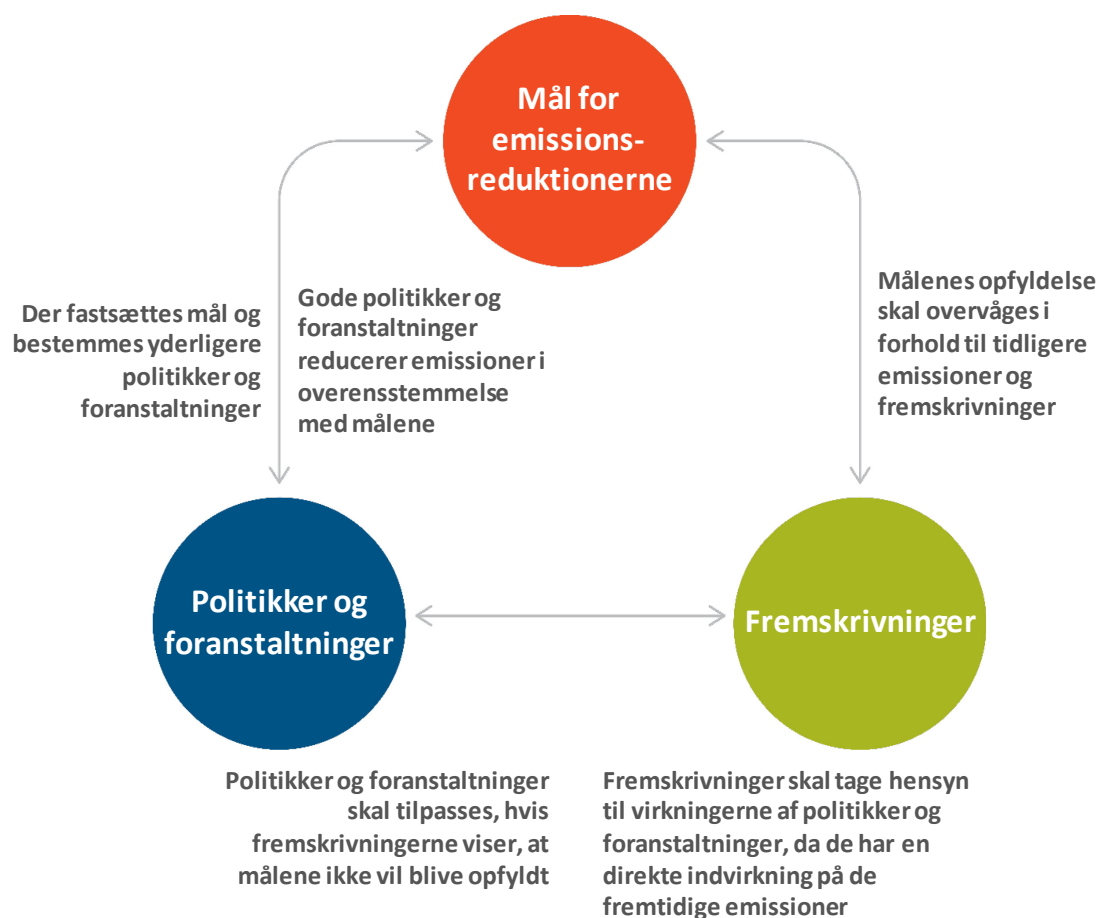 Mål for
emissions-
reduktionerne
Der fastsættes mål og
bestemmes yderligere
politikker og
foranstaltninger
Gode politikker og
foranstaltninger
reducerer emissioner i
overensstemmelse
med målene
Målenes opfyldelse
skal overvåges i
forhold til tidligere
emissioner og
fremskrivninger
Politikker og
foranstaltninger
Fremskrivninger
Politikker og foranstaltninger
skal tilpasses, hvis
fremskrivningerne viser, at
målene ikke vil blive opfyldt
Fremskrivninger skal tage hensyn
til virkningerne af politikker og
foranstaltninger, da de har en
direkte indvirkning på de
fremtidige emissioner